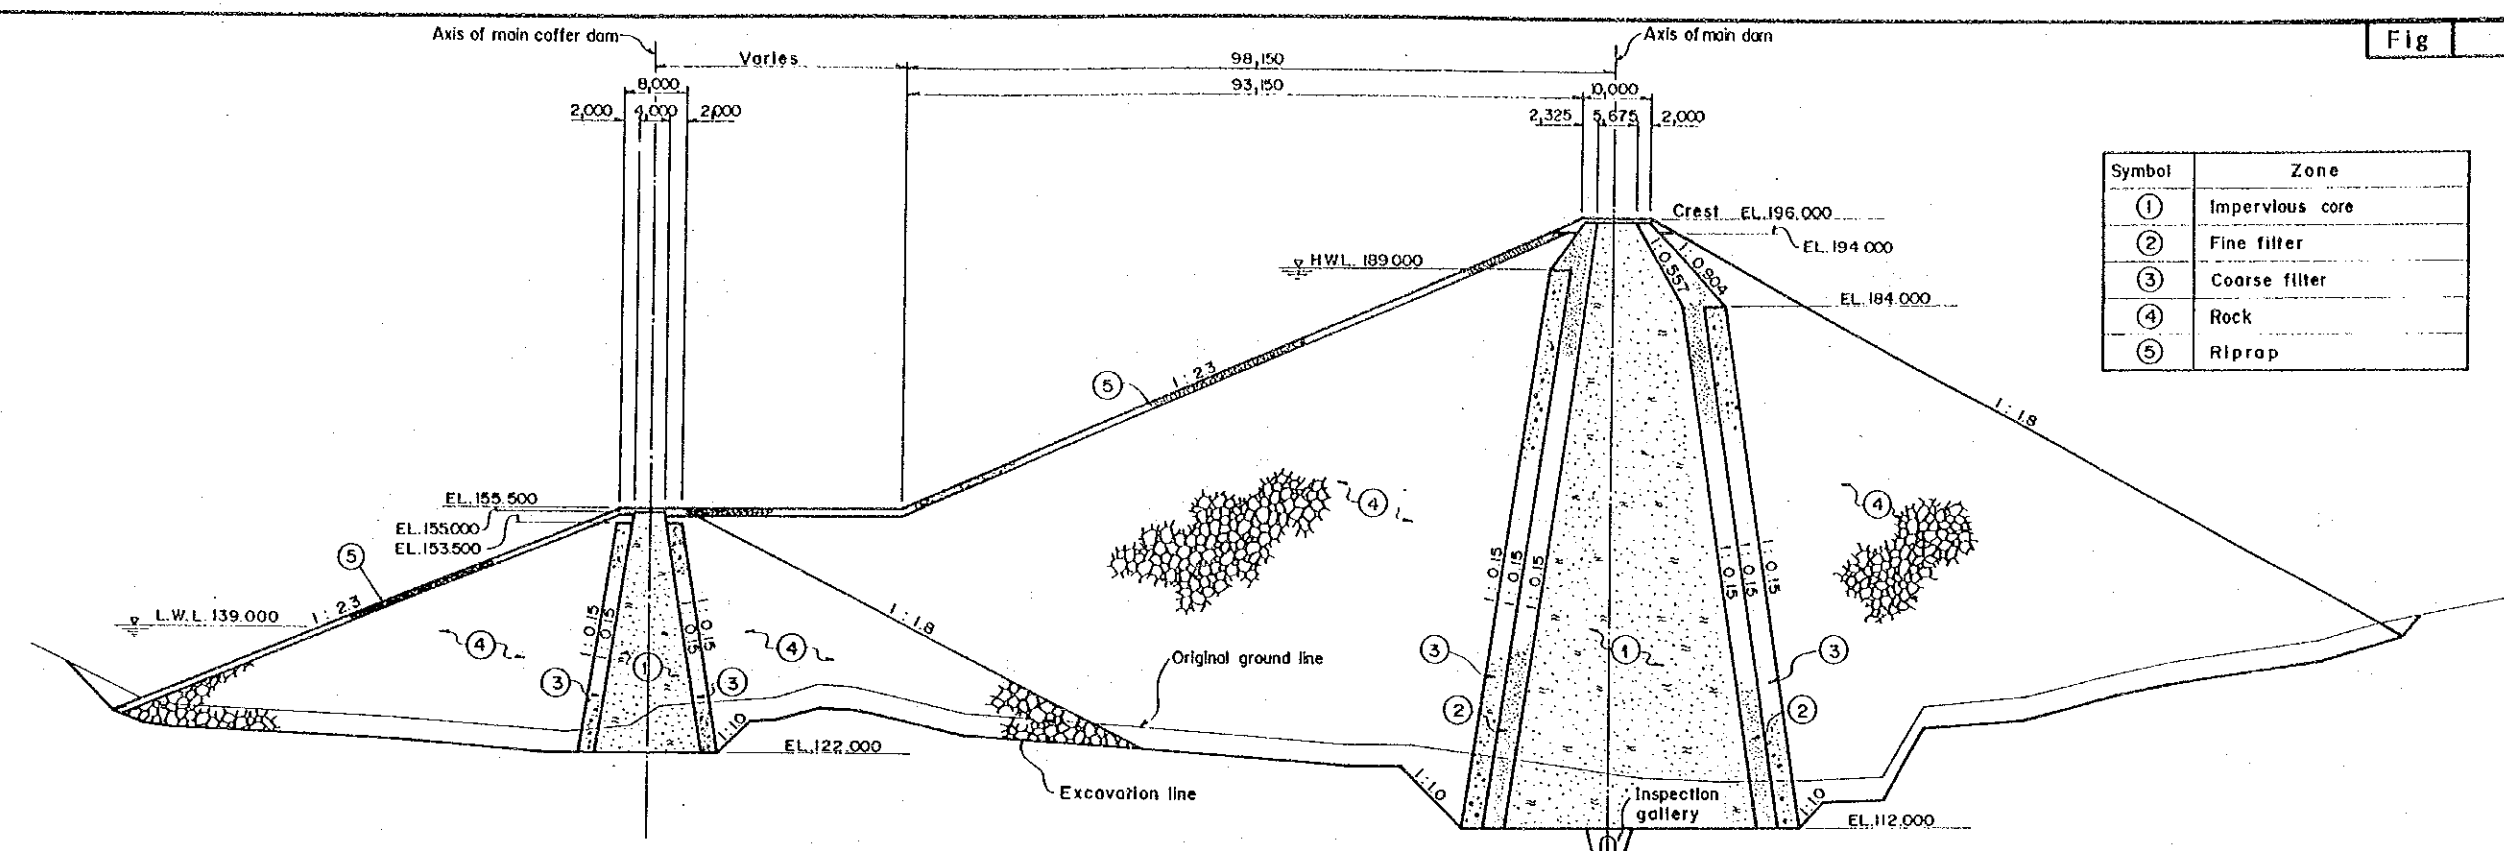 Fig
Axis of main coffer dam
Axis of main dam
Varies
98,150
93,150
8,000
10,000
2,000 4,000 2,000
2,325 5,675 2,000
Symbol Zone
① Impervious core
② Fine filter
③ Coarse filter
④ Rock
⑤ Riprap
Crest EL.196.000
EL.194.000
H.W.L. 189.000
EL.184.000
1:0.557
1:0.904
1:2.3
⑤
1:1.8
EL.155.500
EL.155.000
EL.153.500
④
④
⑤
1:2.3
L.W.L. 139.000
1:0.15
1:0.15
1:0.15
1:0.15
1:0.15
1:0.15
1:0.15
1:0.15
1:0.15
1:0.15
1:1.8
④
④
①
③
③
Original ground line
③
①
③
②
②
1:1.0
EL.122.000
Excavation line
1:1.0
Inspection
gallery
1:1.0
EL.112.000